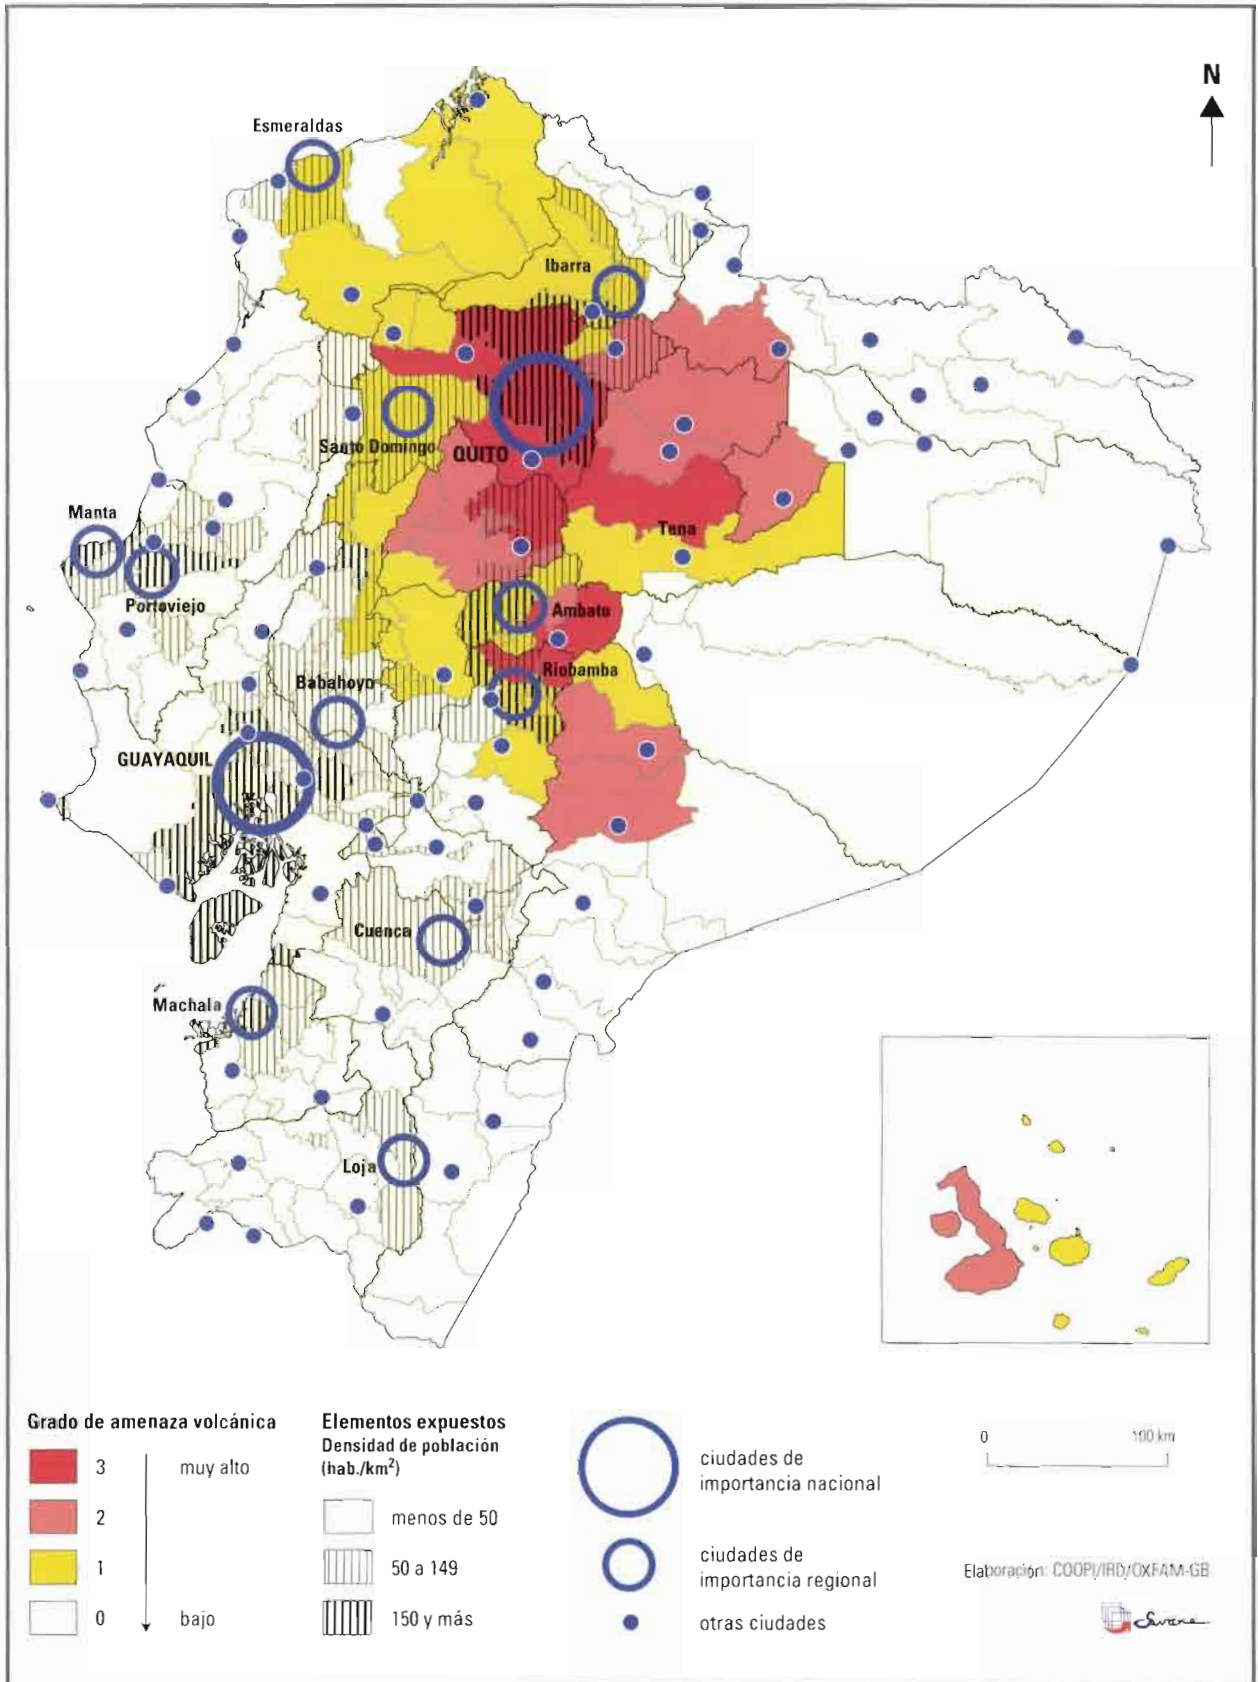 N
Esmeraldas
Ibarra
Santo Domingo
QUITO
Manta
Tena
Portoviejo
Ambato
Riobamba
Babahoyo
GUAYAQUIL
Cuenca
Machala
Loja
Grado de amenaza volcánica
3 muy alto
2
1
0 bajo
Elementos expuestos
Densidad de población
(hab./km²)
menos de 50
50 a 149
150 y más
ciudades de
importancia nacional
ciudades de
importancia regional
otras ciudades
0 100 km
Elaboración: COOPI/IRD/OXFAM-GB
Savane